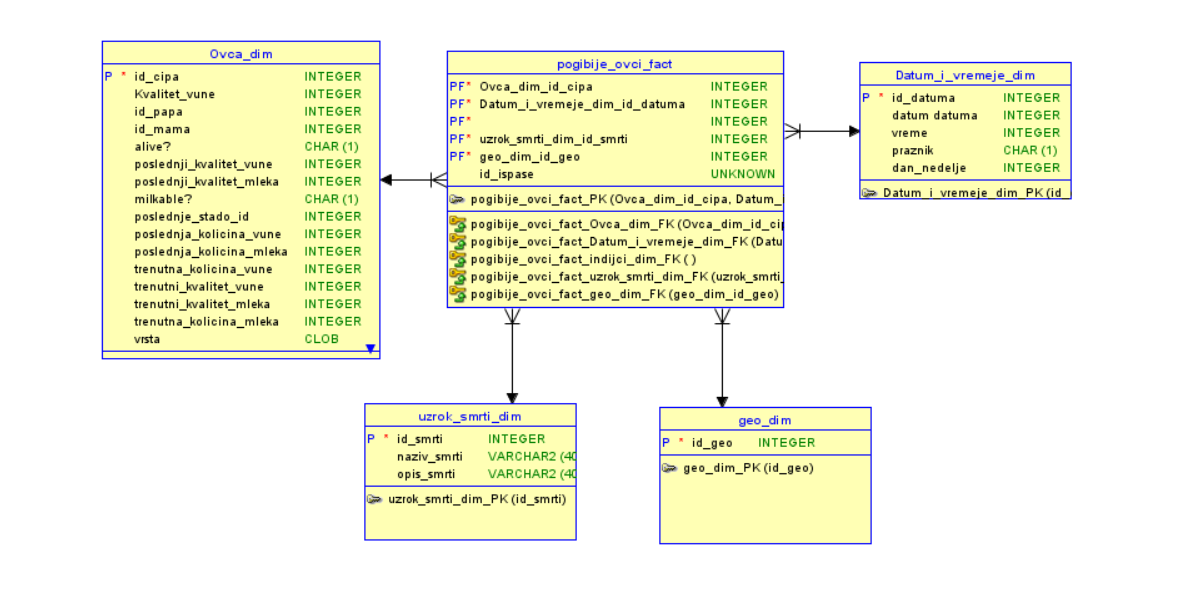 Ovca_dim
P * id_cipa INTEGER
Kvalitet_vune INTEGER
id_papa INTEGER
id_mama INTEGER
alive? CHAR (1)
poslednji_kvalitet_vune INTEGER
poslednji_kvalitet_mleka INTEGER
milkable? CHAR (1)
poslednje_stado_id INTEGER
poslednja_kolicina_vune INTEGER
poslednja_kolicina_mleka INTEGER
trenutna_kolicina_vune INTEGER
trenutni_kvalitet_vune INTEGER
trenutni_kvalitet_mleka INTEGER
trenutna_kolicina_mleka INTEGER
vrsta CLOB
pogibije_ovci_fact
PF* Ovca_dim_id_cipa INTEGER
PF* Datum_i_vremeje_dim_id_datuma INTEGER
PF* INTEGER
PF* uzrok_smrti_dim_id_smrti INTEGER
PF* geo_dim_id_geo INTEGER
id_ispase UNKNOWN
pogibije_ovci_fact_PK (Ovca_dim_id_cipa, Datum_
pogibije_ovci_fact_Ovca_dim_FK (Ovca_dim_id_cip
pogibije_ovci_fact_Datum_i_vremeje_dim_FK (Datu
pogibije_ovci_fact_indijci_dim_FK ( )
pogibije_ovci_fact_uzrok_smrti_dim_FK (uzrok_smrti_
pogibije_ovci_fact_geo_dim_FK (geo_dim_id_geo)
Datum_i_vremeje_dim
P * id_datuma INTEGER
datum datuma INTEGER
vreme INTEGER
praznik CHAR (1)
dan_nedelje INTEGER
Datum_i_vremeje_dim_PK (id_
uzrok_smrti_dim
P * id_smrti INTEGER
naziv_smrti VARCHAR2 (40
opis_smrti VARCHAR2 (40
uzrok_smrti_dim_PK (id_smrti)
geo_dim
P * id_geo INTEGER
geo_dim_PK (id_geo)